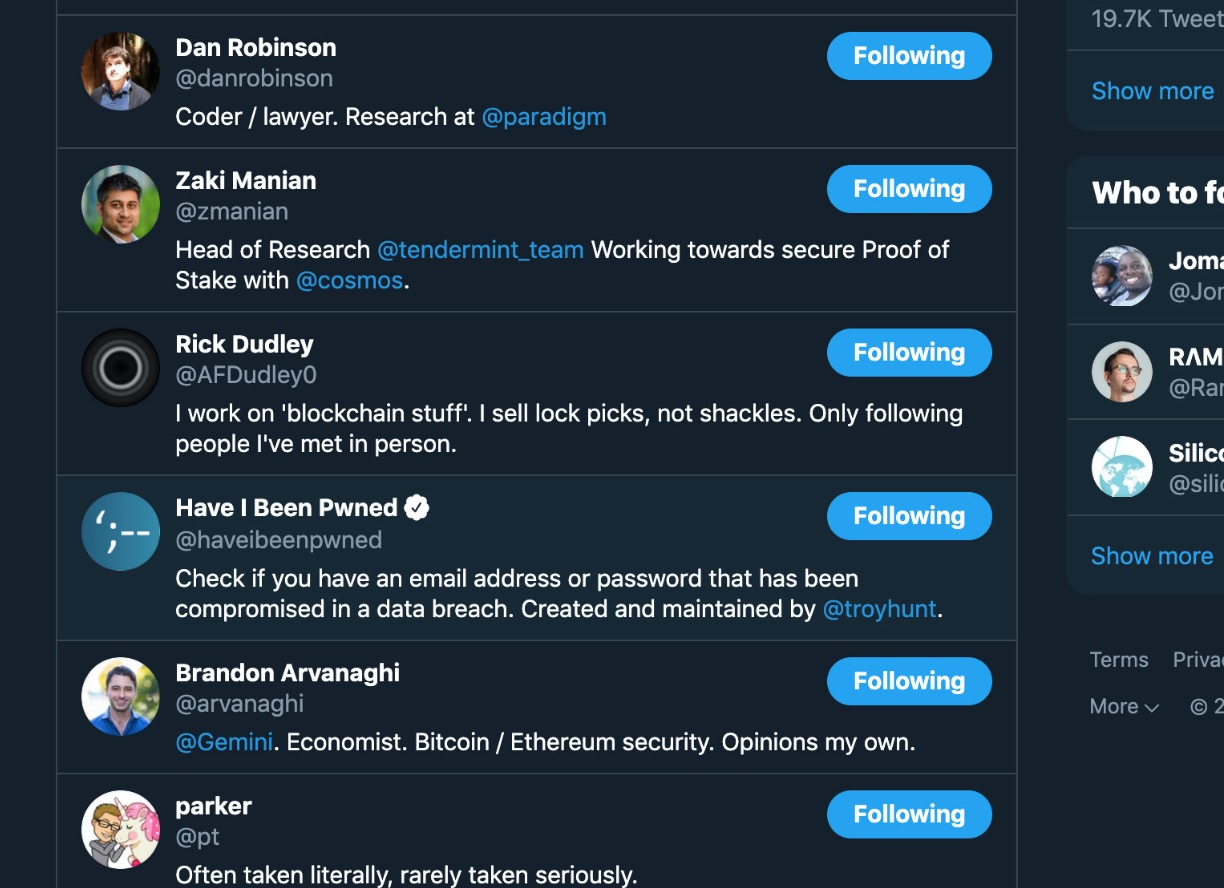 Dan Robinson
@danrobinson
Following
Coder / lawyer. Research at @paradigm
Zaki Manian
@zmanian
Following
Head of Research @tendermint_team Working towards secure Proof of
Stake with @cosmos.
Rick Dudley
@AFDudley0
Following
I work on 'blockchain stuff'. I sell lock picks, not shackles. Only following
people I've met in person.
Have I Been Pwned
@haveibeenpwned
Following
';--
Check if you have an email address or password that has been
compromised in a data breach. Created and maintained by @troyhunt.
Brandon Arvanaghi
@arvanaghi
Following
@Gemini. Economist. Bitcoin / Ethereum security. Opinions my own.
parker
@pt
Following
Often taken literally, rarely taken seriously.
19.7K Tweet
Show more
Who to fo
Joma
@Jor
RΛM
@Rar
Silico
@silic
Show more
Terms Priva
More © 2